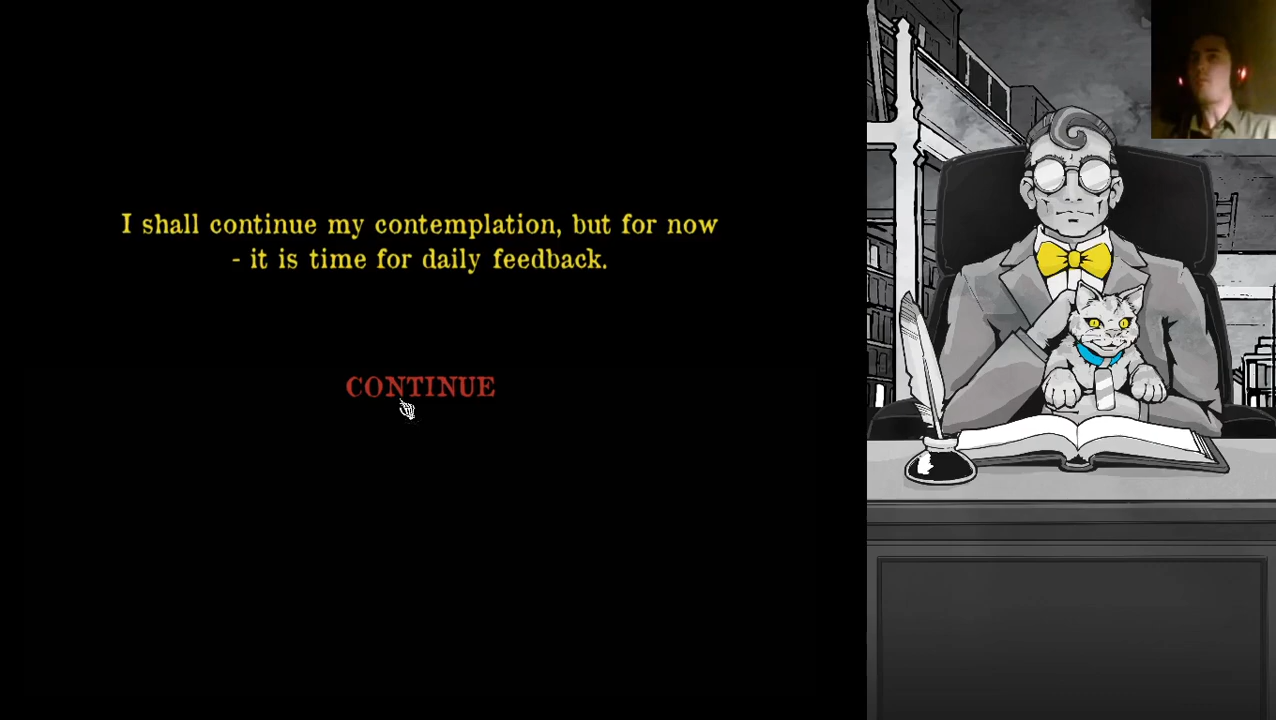 I shall continue my contemplation, but for now
- it is time for daily feedback.
CONTINUE